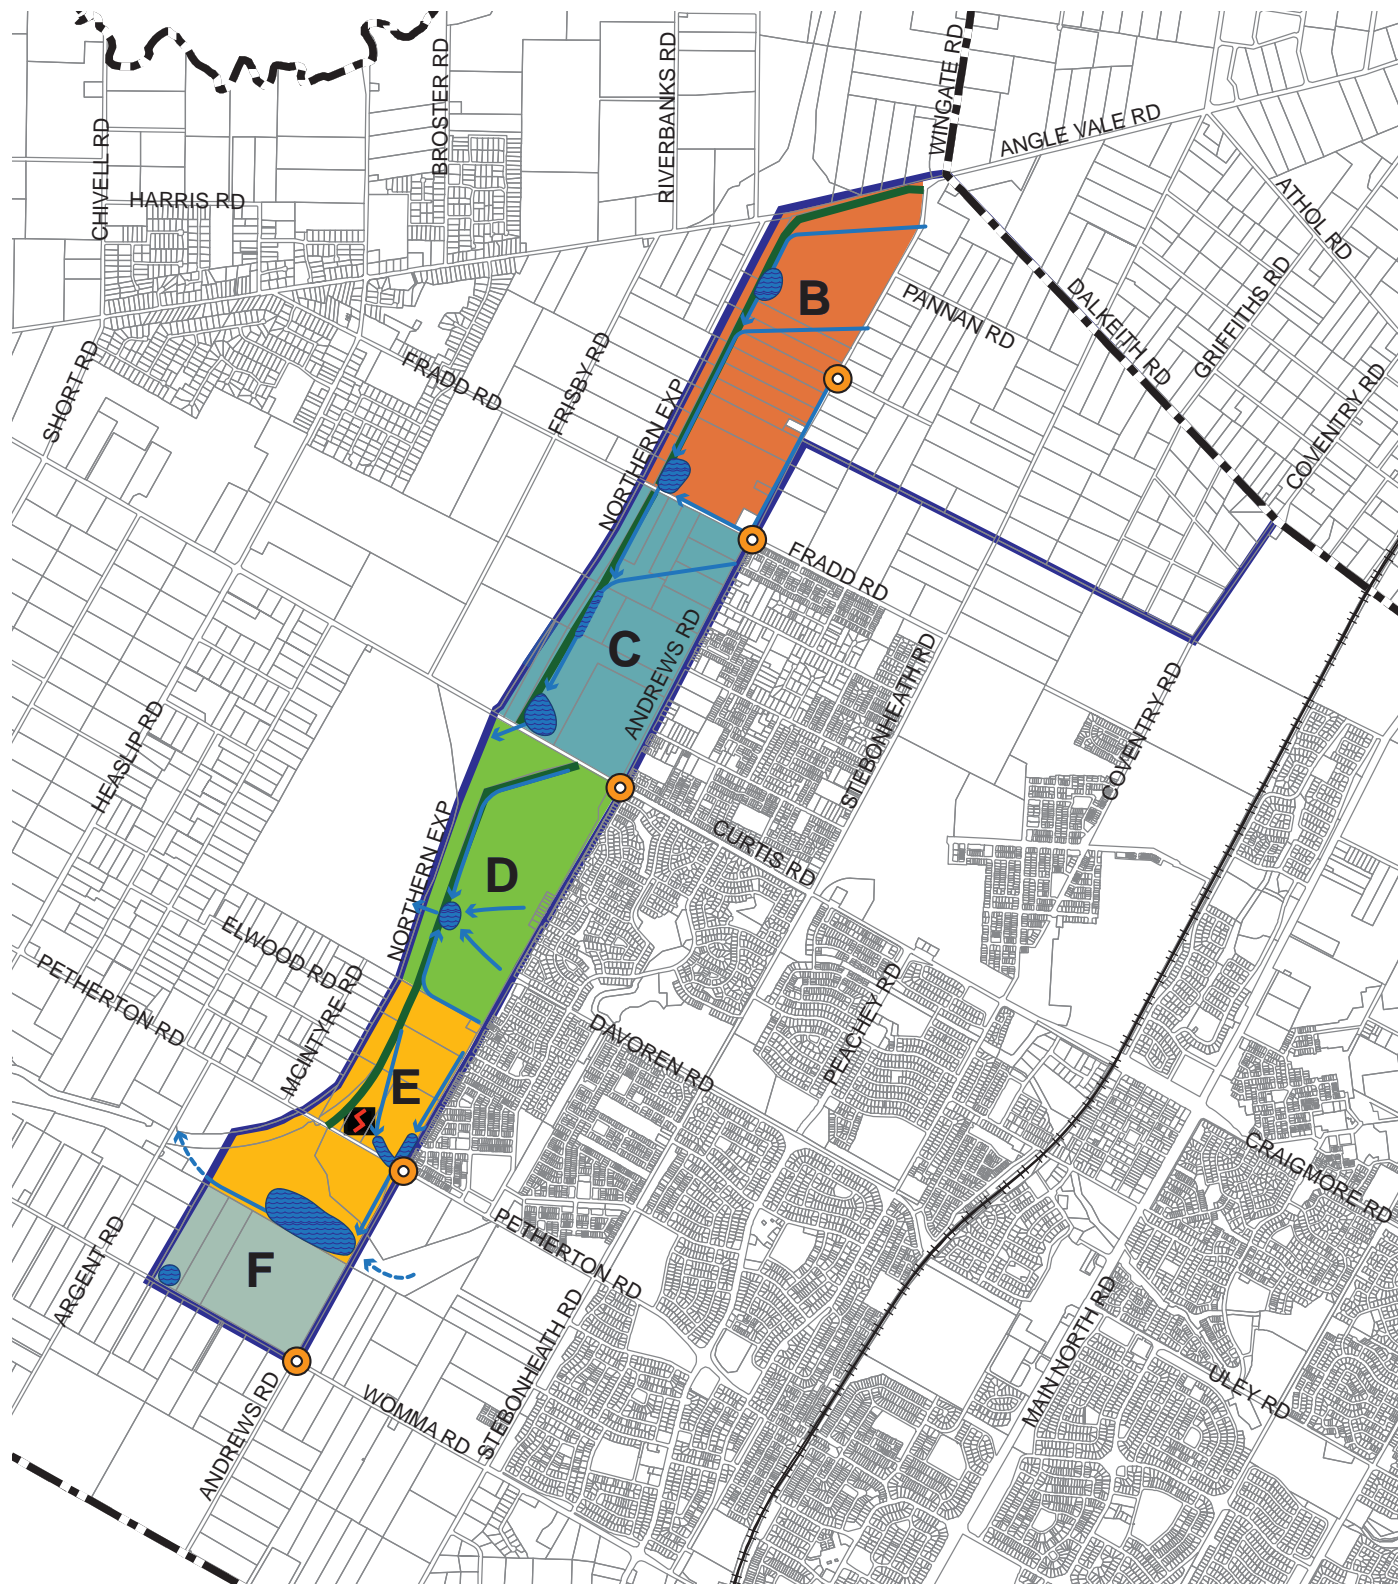 WINGATE RD
BROSTER RD
RIVERBANKS RD
CHIVELL RD
ANGLE VALE RD
HARRIS RD
ATHOL RD
B
PANNAN RD
DALKEITH RD
GRIFFITHS RD
SHORT RD
FRADD RD
FRISBY RD
NORTHERN EXP
COVENTRY RD
FRADD RD
C
ANDREWS RD
STEBONHEATH RD
COVENTRY RD
HEASLIP RD
CURTIS RD
D
NORTHERN EXP
ELWOOD RD
PETHERTON RD
MCINTYRE RD
DAVOREN RD
PEACHEY RD
E
CRAIGMORE RD
ARGENT RD
F
PETHERTON RD
STEBONHEATH RD
MAIN NORTH RD
ULEY RD
ANDREWS RD
WOMMA RD